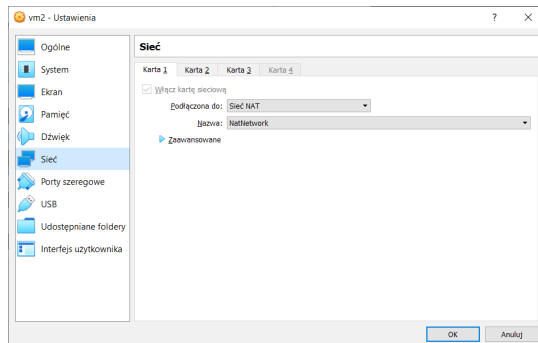 vm2 - Ustawienia
Ogólne
System
Ekran
Pamięć
Dźwięk
Sieć
Porty szeregowe
USB
Udostępniane foldery
Interfejs użytkownika
Sieć
Karta 1 Karta 2 Karta 3 Karta 4
Włącz kartę sieciową
Podłączona do: Sieć NAT
Nazwa: NatNetwork
Zaawansowane
OK Anuluj